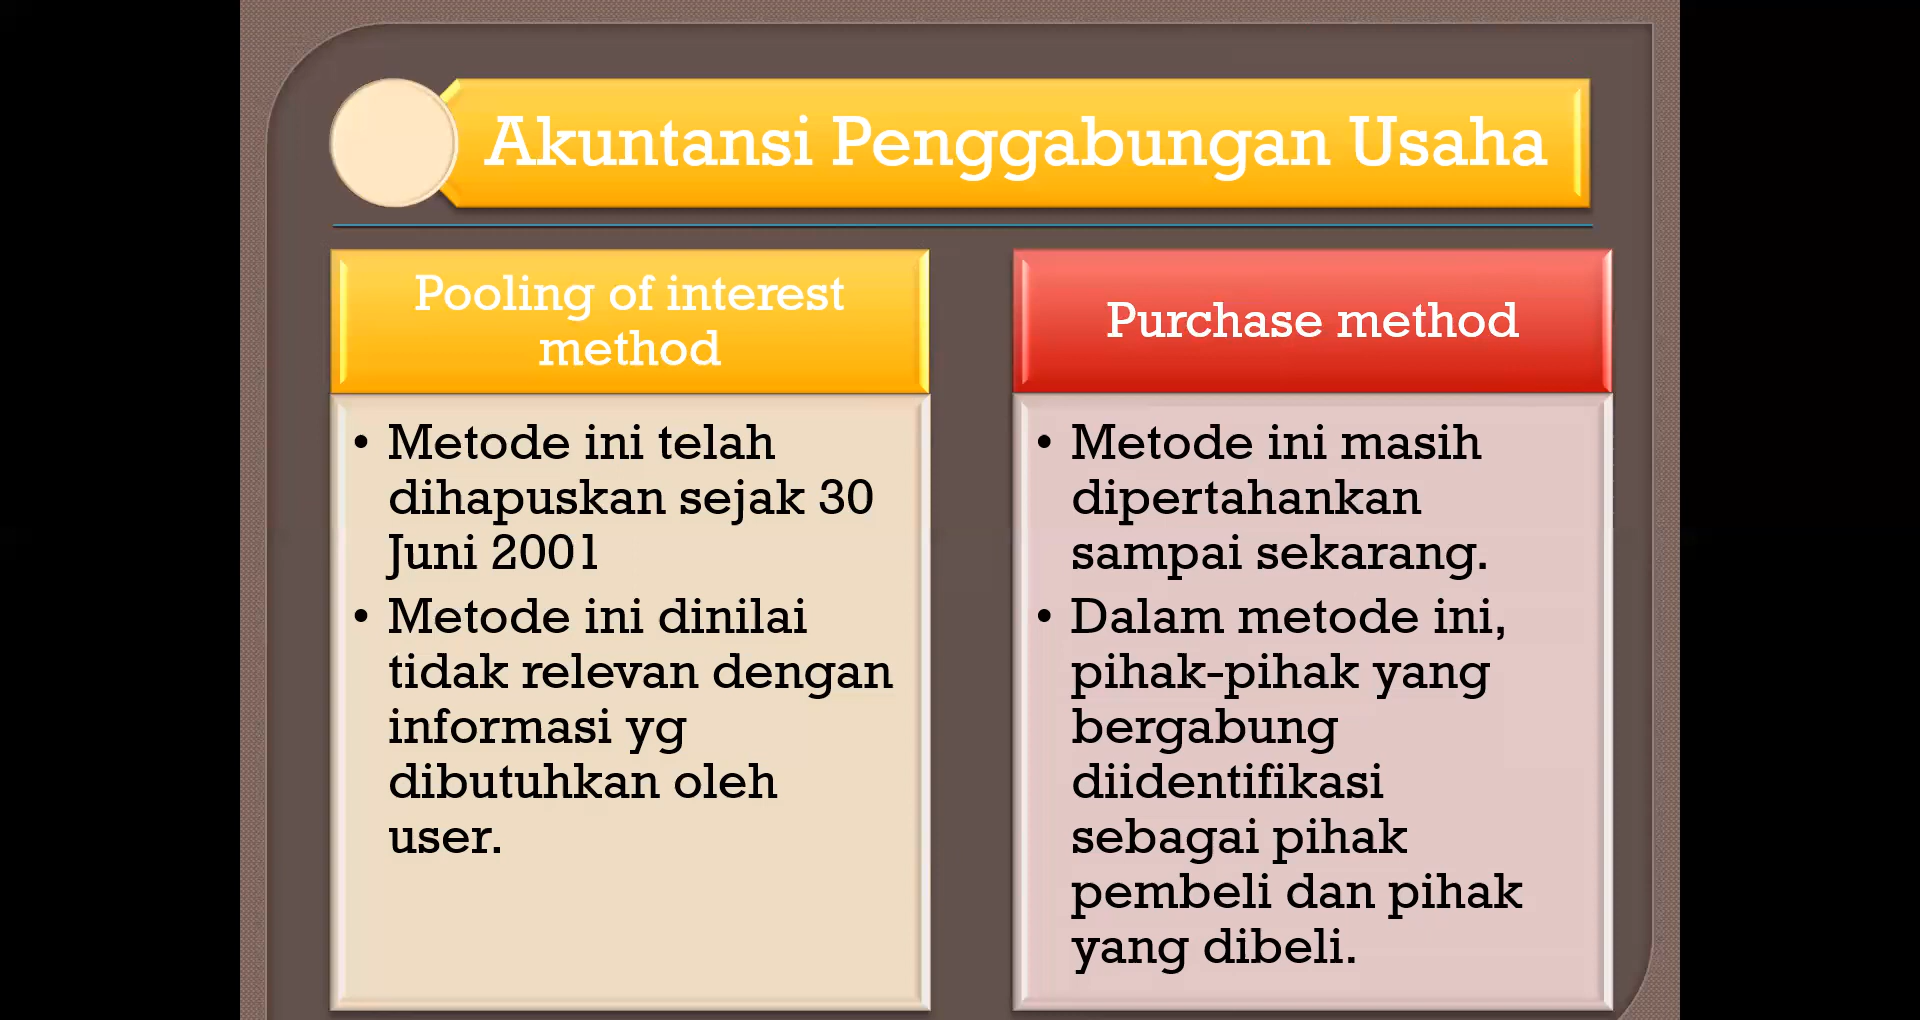 Akuntansi Penggabungan Usaha
Pooling of interest
method
• Metode ini telah
dihapuskan sejak 30
Juni 2001
• Metode ini dinilai
tidak relevan dengan
informasi yg
dibutuhkan oleh
user.
Purchase method
• Metode ini masih
dipertahankan
sampai sekarang.
• Dalam metode ini,
pihak-pihak yang
bergabung
diidentifikasi
sebagai pihak
pembeli dan pihak
yang dibeli.